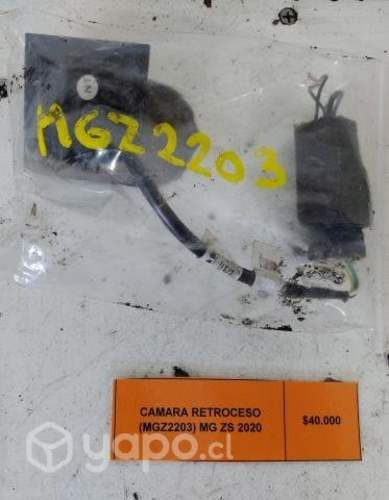 MGZ2203
CAMARA RETROCESO
(MGZ2203) MG ZS 2020
$40.000
yapo.cl